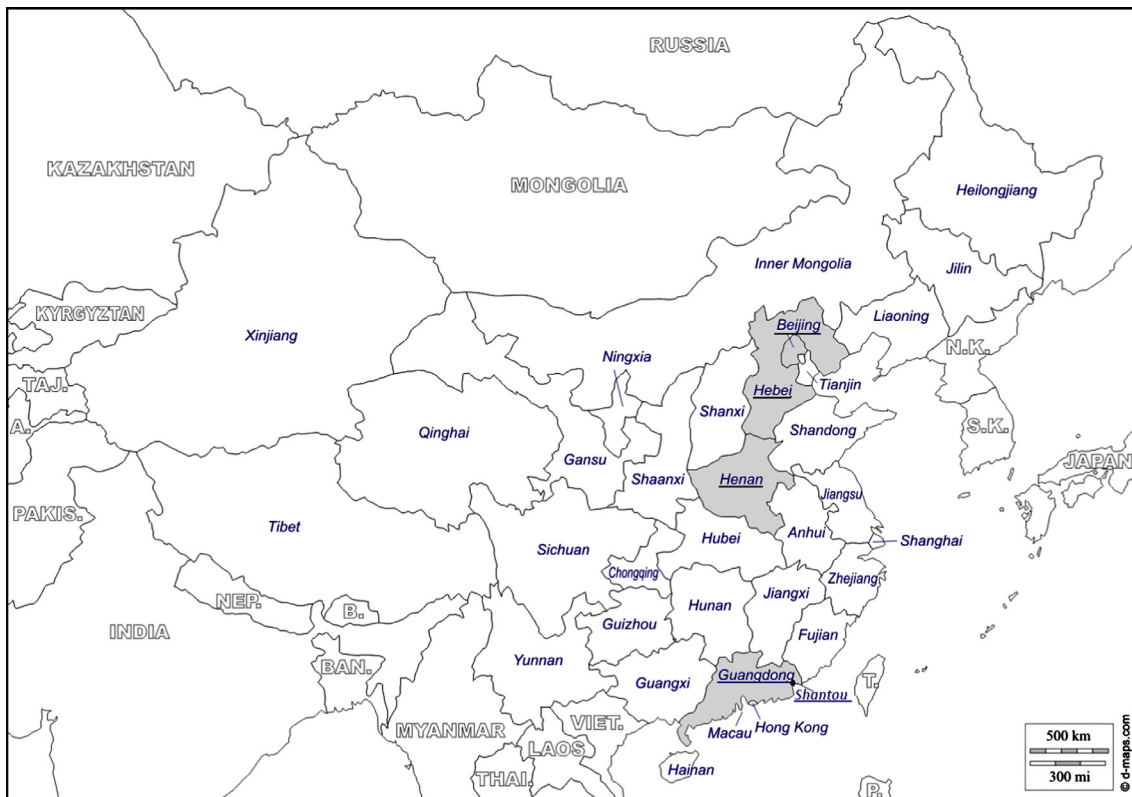 RUSSIA
KAZAKHSTAN
MONGOLIA
Heilongjiang
Inner Mongolia
Jilin
KYRGYZTAN
Liaoning
Beijing
Xinjiang
N.K.
Ningxia
TAJ.
Tianjin
Hebei
Shanxi
A.
S.K.
Qinghai
Shandong
Gansu
JAPAN
Shaanxi
Henan
Jiangsu
PAKIS.
Tibet
Anhui
Hubei
Shanghai
Sichuan
Chongqing
Zhejiang
Jiangxi
NEP.
B.
Hunan
INDIA
Guizhou
Fujian
Yunnan
BAN.
Guangdong
T.
Guangxi
Shantou
VIET.
MYANMAR
Macau
Hong Kong
LAOS
Hainan
THAI.
P.
500 km
300 mi
© d-maps.com